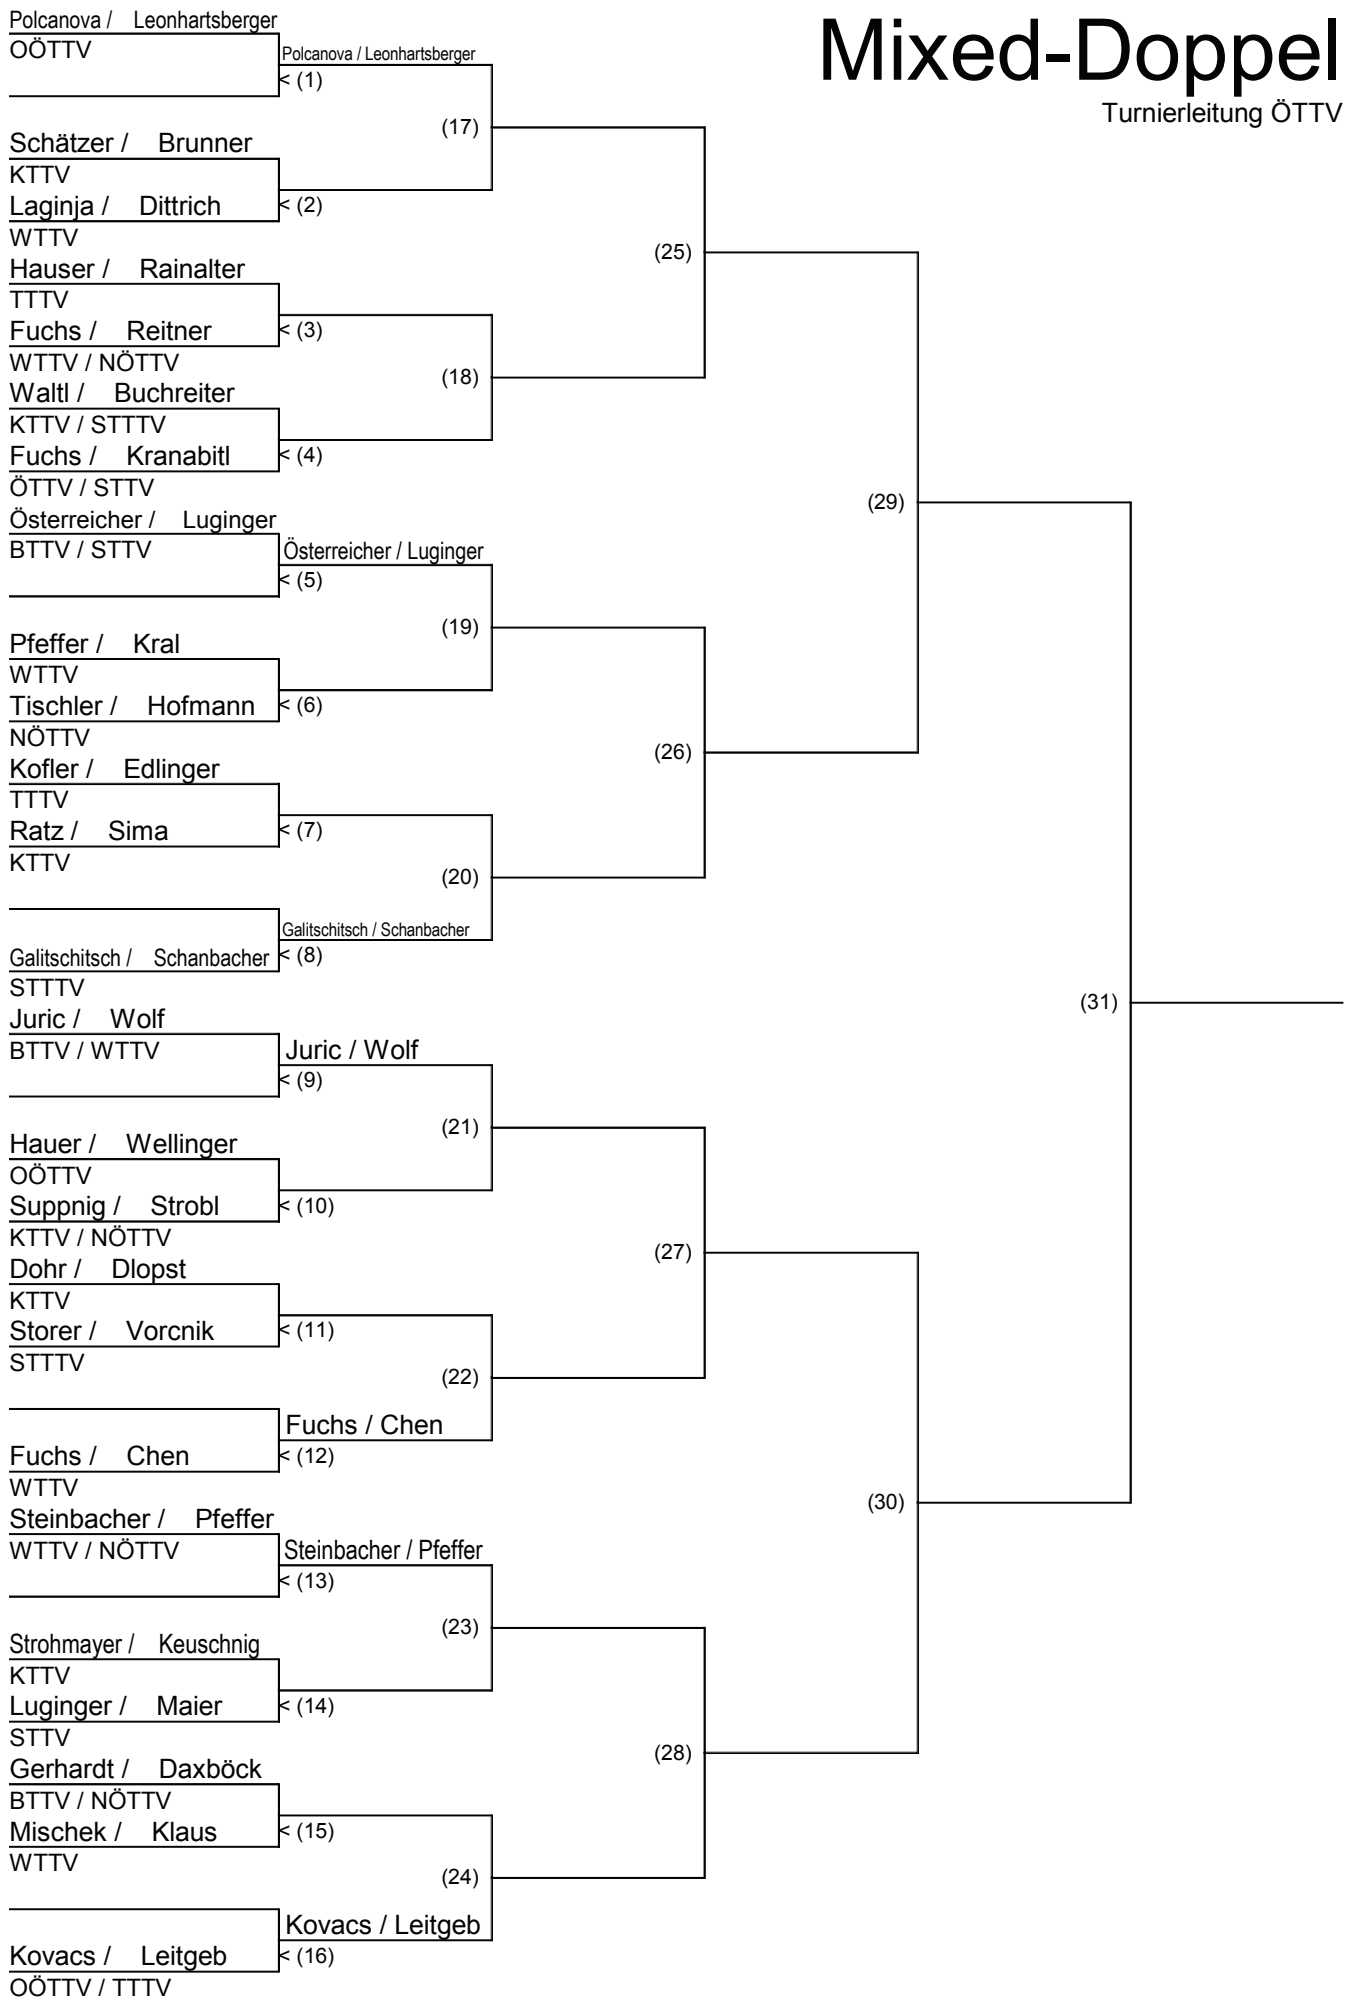 Mixed-Doppel
Turnierleitung ÖTTV
Polcanova / Leonhartsberger
OÖTTV
Polcanova / Leonhartsberger
< (1)
(17)
Schätzer / Brunner
KTTV
Laginja / Dittrich
< (2)
WTTV
(25)
Hauser / Rainalter
TTTV
Fuchs / Reitner
< (3)
WTTV / NÖTTV
(18)
Waltl / Buchreiter
KTTV / STTTV
Fuchs / Kranabitl
< (4)
ÖTTV / STTV
(29)
Österreicher / Luginger
BTTV / STTV
Österreicher / Luginger
< (5)
(19)
Pfeffer / Kral
WTTV
Tischler / Hofmann
< (6)
NÖTTV
(26)
Kofler / Edlinger
TTTV
Ratz / Sima
< (7)
KTTV
(20)
Galitschitsch / Schanbacher
Galitschitsch / Schanbacher
< (8)
STTTV
(31)
Juric / Wolf
BTTV / WTTV
Juric / Wolf
< (9)
(21)
Hauer / Wellinger
OÖTTV
Suppnig / Strobl
< (10)
KTTV / NÖTTV
(27)
Dohr / Dlopst
KTTV
Storer / Vorcnik
< (11)
STTTV
(22)
Fuchs / Chen
Fuchs / Chen
< (12)
WTTV
(30)
Steinbacher / Pfeffer
WTTV / NÖTTV
Steinbacher / Pfeffer
< (13)
(23)
Strohmayer / Keuschnig
KTTV
Luginger / Maier
< (14)
STTV
(28)
Gerhardt / Daxböck
BTTV / NÖTTV
Mischek / Klaus
< (15)
WTTV
(24)
Kovacs / Leitgeb
Kovacs / Leitgeb
< (16)
OÖTTV / TTTV